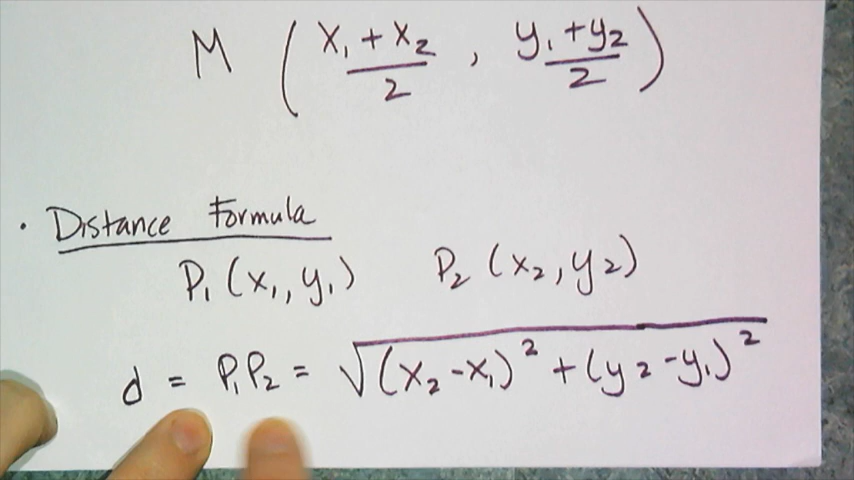 M ( x₁ + x₂ / 2 , y₁ + y₂ / 2 )
· Distance Formula
P₁ (x₁, y₁) P₂ (x₂, y₂)
d = P₁P₂ = √(x₂ - x₁)² + (y₂ - y₁)²